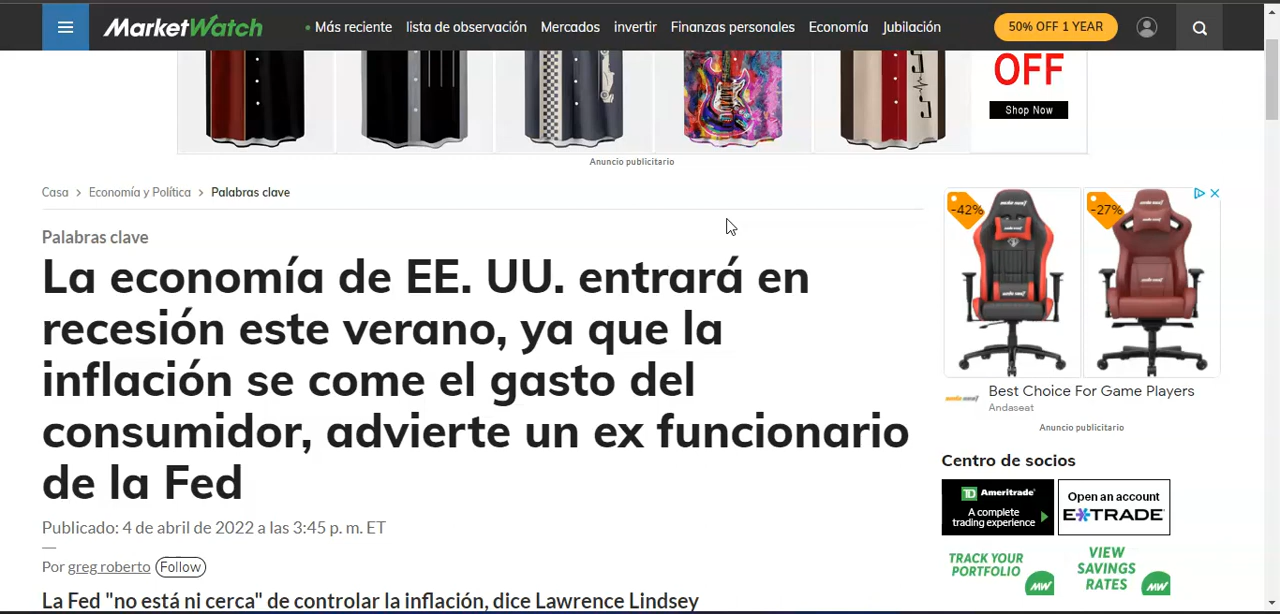 MarketWatch
• Más reciente lista de observación Mercados invertir Finanzas personales Economía Jubilación
50% OFF 1 YEAR
OFF
Shop Now
Anuncio publicitario
Casa > Economía y Política > Palabras clave
Palabras clave
La economía de EE. UU. entrará en
recesión este verano, ya que la
inflación se come el gasto del
consumidor, advierte un ex funcionario
de la Fed
Publicado: 4 de abril de 2022 a las 3:45 p. m. ET
—
Por greg roberto Follow
La Fed "no está ni cerca" de controlar la inflación, dice Lawrence Lindsey
-42%
-27%
Best Choice For Game Players
Andaseat
Anuncio publicitario
Centro de socios
TD Ameritrade
A complete
trading experience
Open an account
E*TRADE
TRACK YOUR
PORTFOLIO
MW
VIEW
SAVINGS
RATES
MW